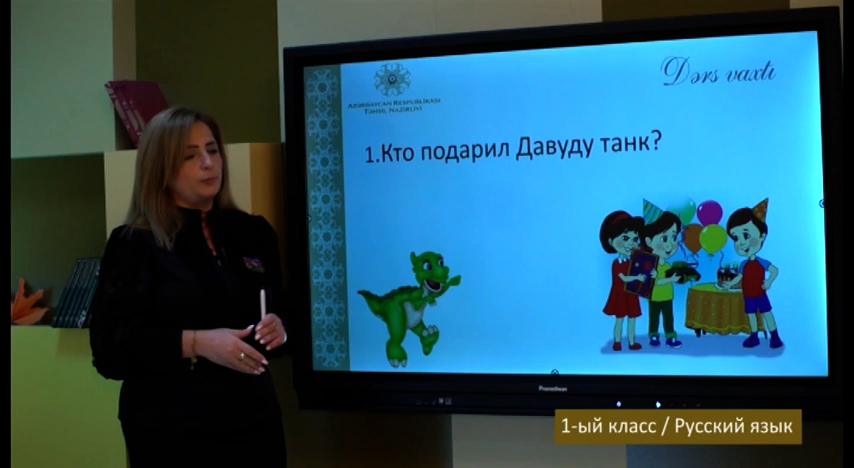 Dərs vaxtı
AZƏRBAYCAN RESPUBLİKASI
TƏHSİL NAZİRLİYİ
1.Кто подарил Давуду танк?
Promethean
1-ый класс / Русский язык